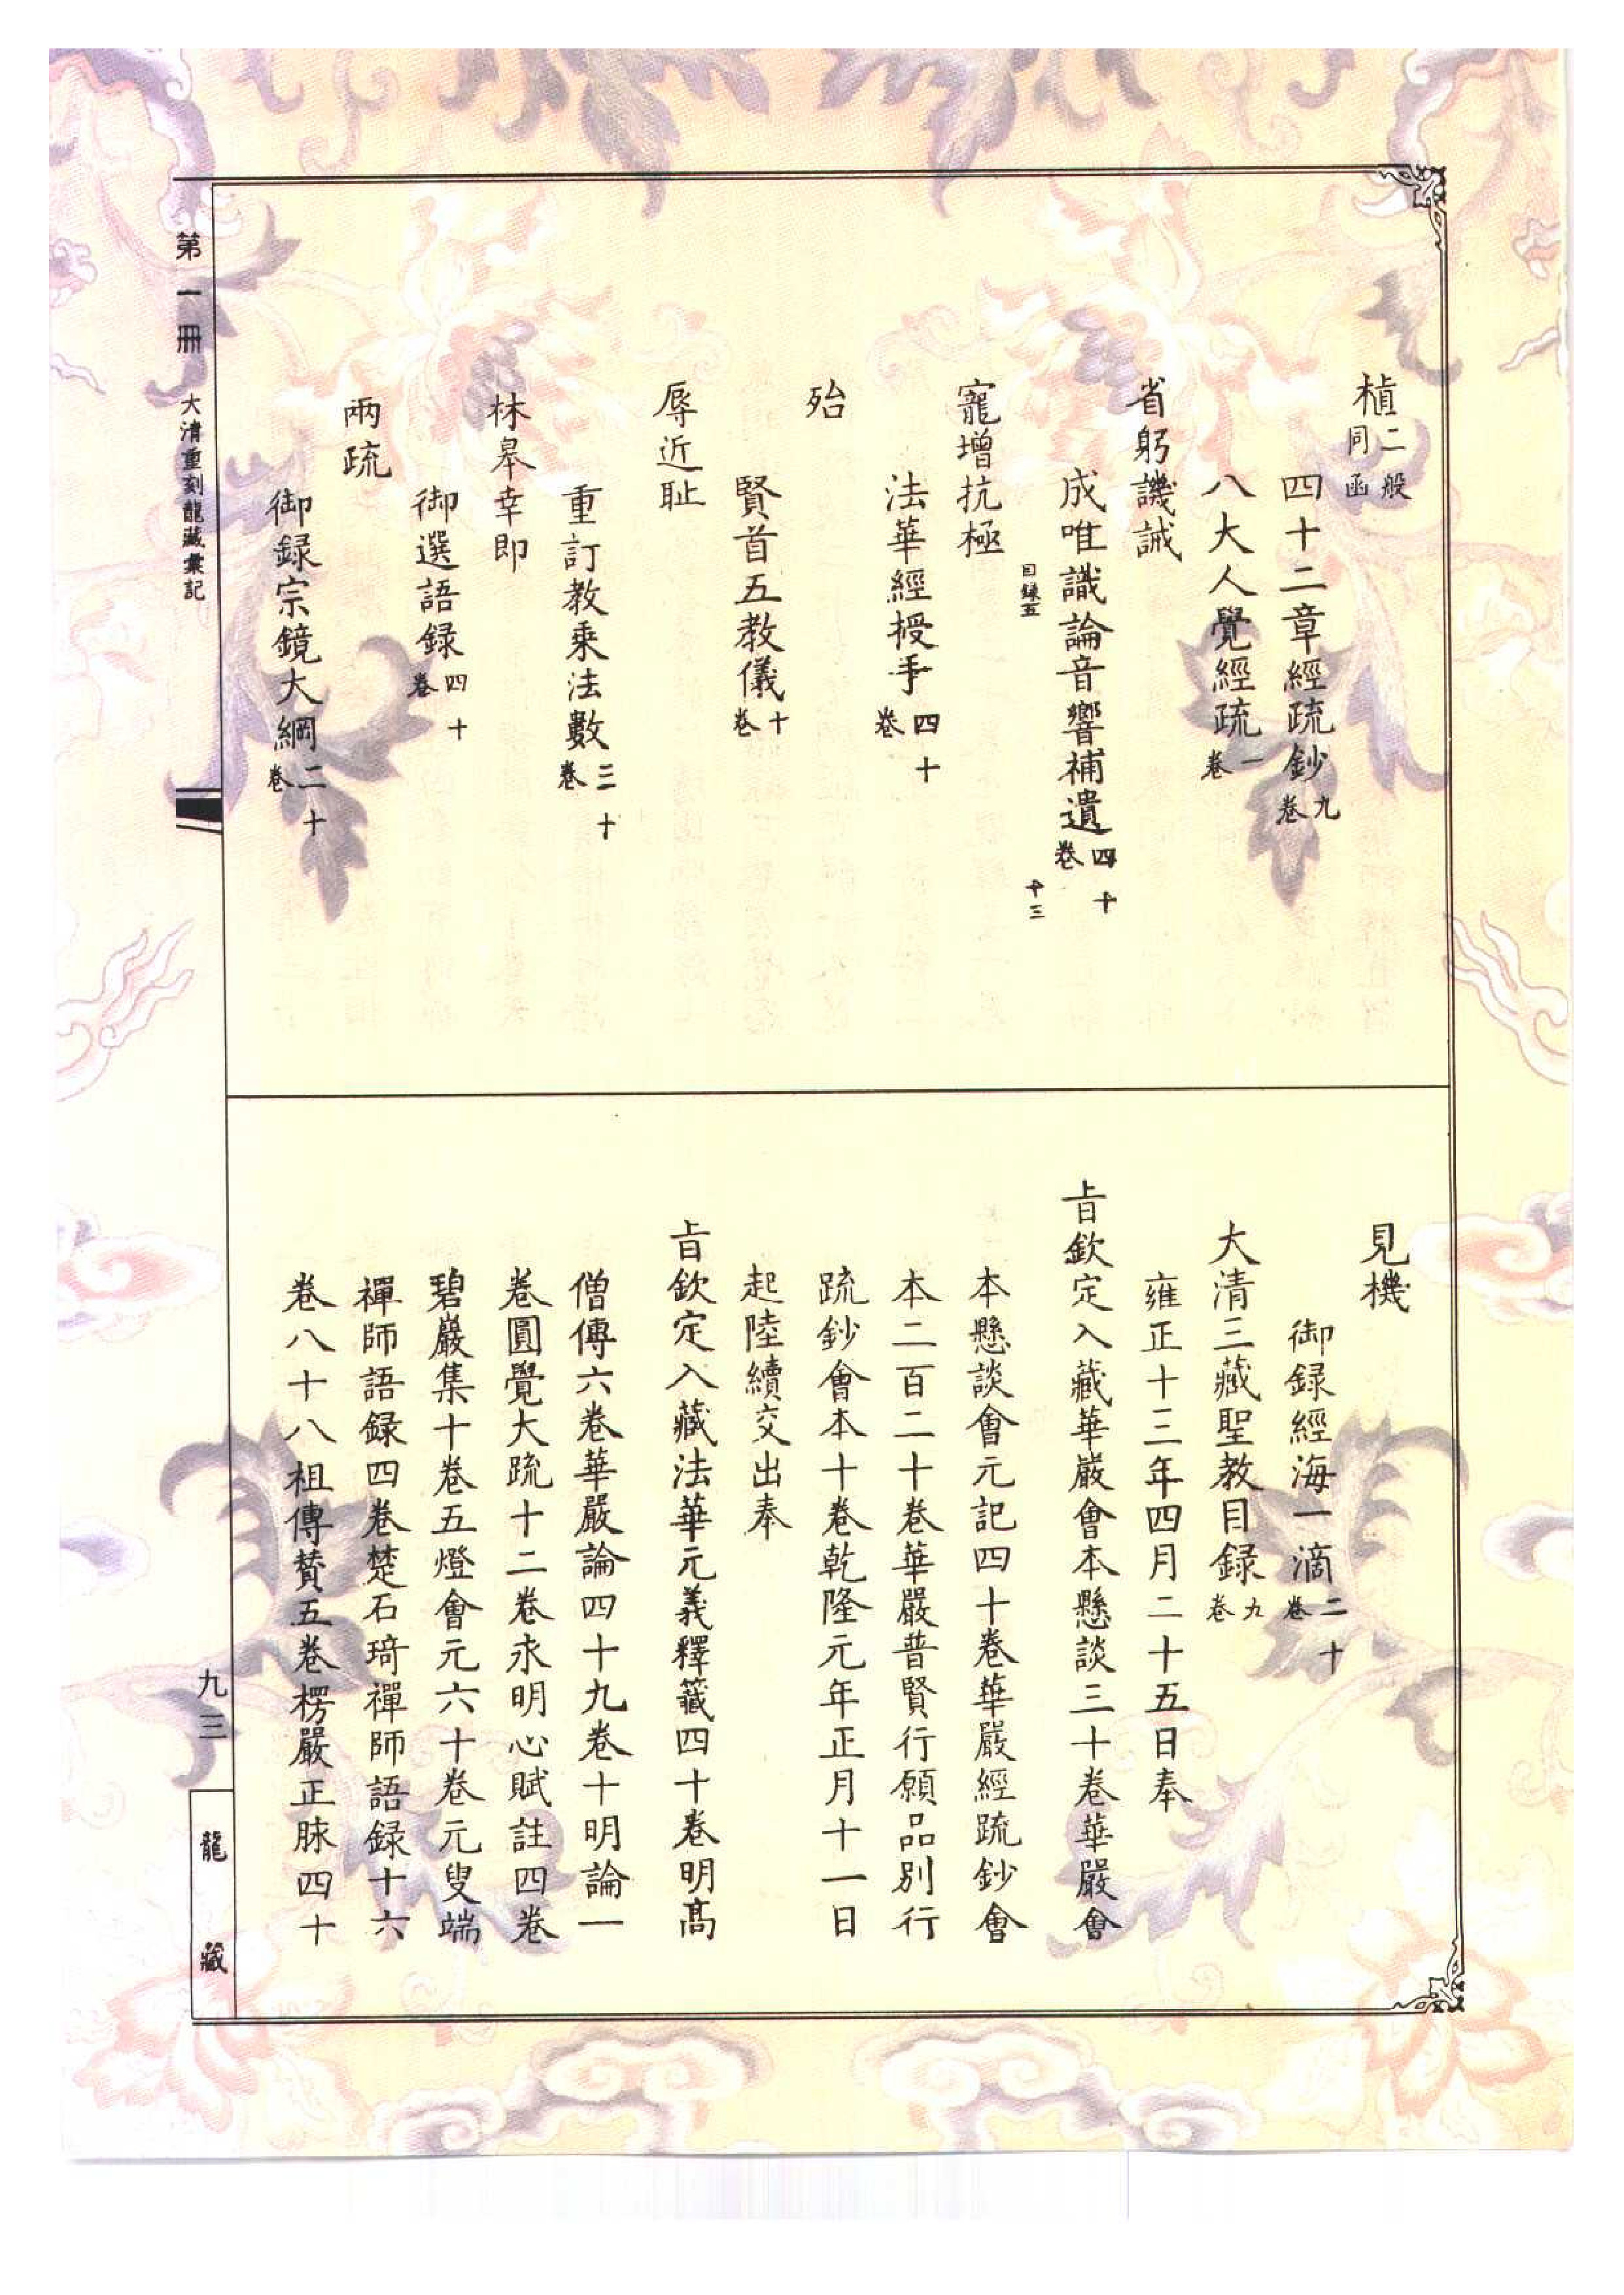 植二般同函
四十二章經疏鈔九卷
八大人覺經疏一卷
省躬譏誡
成唯識論音響補遺四十卷
目録五
十三
寵增抗極
法華經授手四十卷
殆
賢首五教儀十卷
辱近耻
重訂教乘法數三十卷
林皋幸即
御選語録四十卷
兩疏
御録宗鏡大綱二十卷
見機
御録經海一滴二十卷
大清三藏聖教目録九卷
雍正十三年四月二十五日奉
旨欽定入藏華嚴會本懸談三十卷華嚴會
本懸談會元記四十卷華嚴經疏鈔會
本二百二十卷華嚴普賢行願品別行
疏鈔會本十卷乾隆元年正月十一日
起陸續交出奉
旨欽定入藏法華元義釋籤四十卷明高
僧傳六卷華嚴論四十九卷十明論一
卷圓覺大疏十二卷永明心賦註四卷
碧巖集十卷五燈會元六十卷元叟端
禪師語録四卷楚石琦禪師語録十六
卷八十八祖傳贊五卷楞嚴正脉四十
第一冊
大清重刻龍藏彙記
九三
龍藏